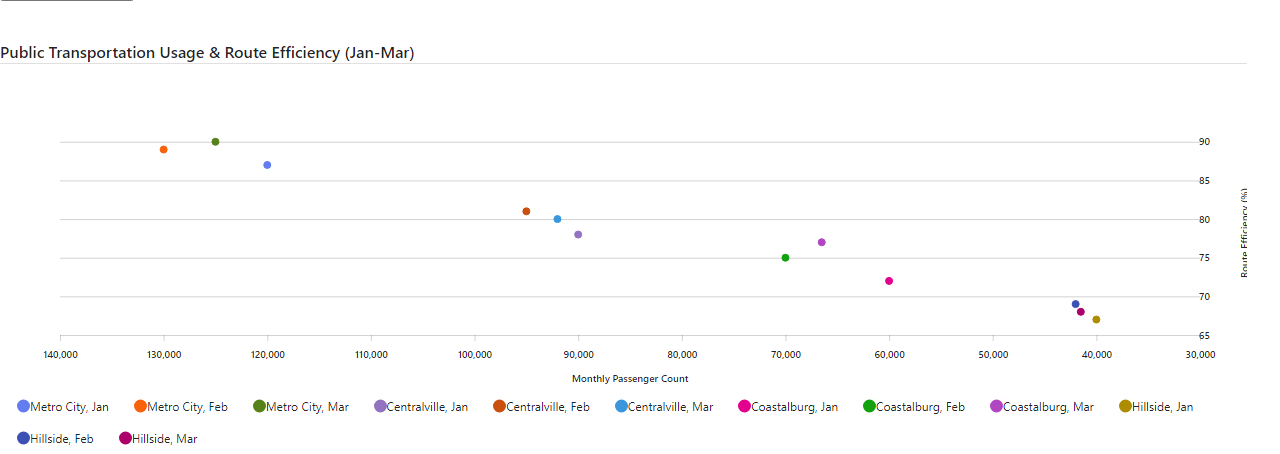 Public Transportation Usage & Route Efficiency (Jan-Mar)
90
85
80
75
70
65
Route Efficiency (%)
140,000 130,000 120,000 110,000 100,000 90,000 80,000 70,000 60,000 50,000 40,000 30,000
Monthly Passenger Count
Metro City, Jan Metro City, Feb Metro City, Mar Centralville, Jan Centralville, Feb Centralville, Mar Coastalburg, Jan Coastalburg, Feb Coastalburg, Mar Hillside, Jan
Hillside, Feb Hillside, Mar